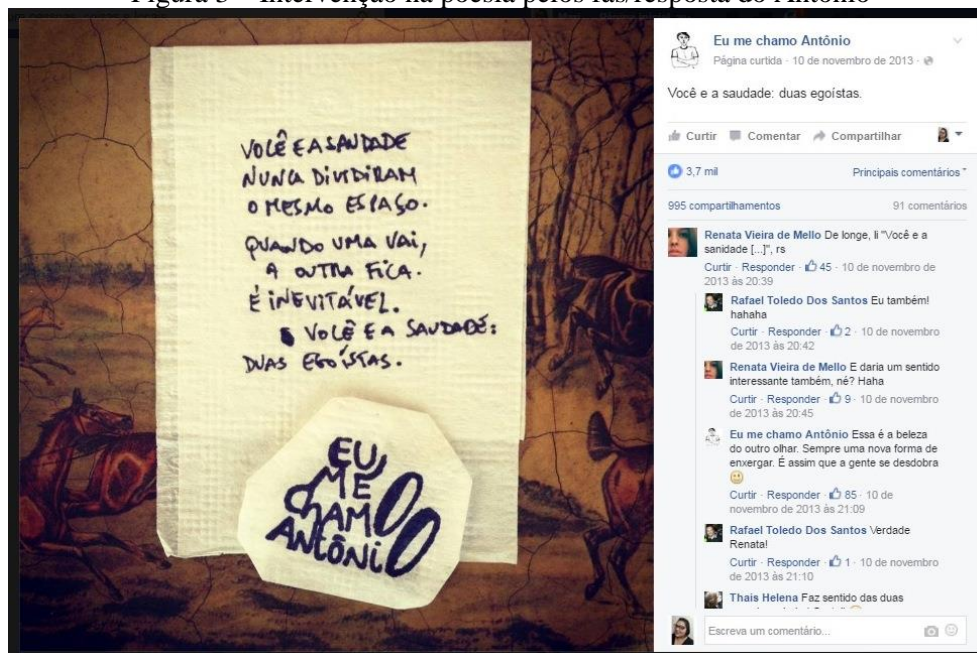 Figura 3 – Intervenção na poesia pelos fãs/resposta do Antônio
VOCÊ E A SAUDADE
NUNCA DIVIDIRAM
O MESMO ESPAÇO.
QUANDO UMA VAI,
A OUTRA FICA.
É INEVITÁVEL.
VOCÊ E A SAUDADE:
DUAS EGOÍSTAS.
EU
ME
CHAMO
ANTÔNIO
Eu me chamo Antônio
Página curtida · 10 de novembro de 2013 ·
Você e a saudade: duas egoístas.
Curtir Comentar Compartilhar
3,7 mil Principais comentários
995 compartilhamentos 91 comentários
Renata Vieira de Mello De longe, li "Você e a
sanidade [...]", rs
Curtir · Responder · 45 · 10 de novembro de
2013 às 20:39
Rafael Toledo Dos Santos Eu também!
hahaha
Curtir · Responder · 2 · 10 de novembro
de 2013 às 20:42
Renata Vieira de Mello E daria um sentido
interessante também, né? Haha
Curtir · Responder · 9 · 10 de novembro
de 2013 às 20:45
Eu me chamo Antônio Essa é a beleza
do outro olhar. Sempre uma nova forma de
enxergar. É assim que a gente se desdobra
Curtir · Responder · 85 · 10 de
novembro de 2013 às 21:09
Rafael Toledo Dos Santos Verdade
Renata!
Curtir · Responder · 1 · 10 de novembro
de 2013 às 21:10
Thais Helena Faz sentido das duas
Escreva um comentário...